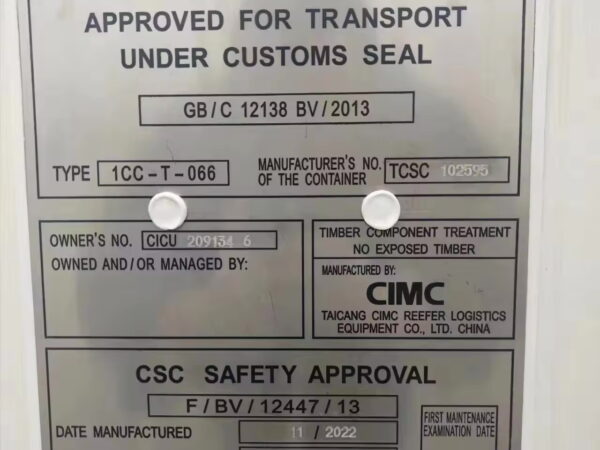 APPROVED FOR TRANSPORT
UNDER CUSTOMS SEAL
GB/C 12138 BV/2013
TYPE 1CC-T-066
MANUFACTURER'S NO.
OF THE CONTAINER
TCSC 102595
OWNER'S NO. CICU 209134 6
OWNED AND/OR MANAGED BY:
TIMBER COMPONENT TREATMENT
NO EXPOSED TIMBER
MANUFACTURED BY:
CIMC
TAICANG CIMC REEFER LOGISTICS
EQUIPMENT CO., LTD. CHINA
CSC SAFETY APPROVAL
F/BV/12447/13
DATE MANUFACTURED 11 / 2022
FIRST MAINTENANCE
EXAMINATION DATE